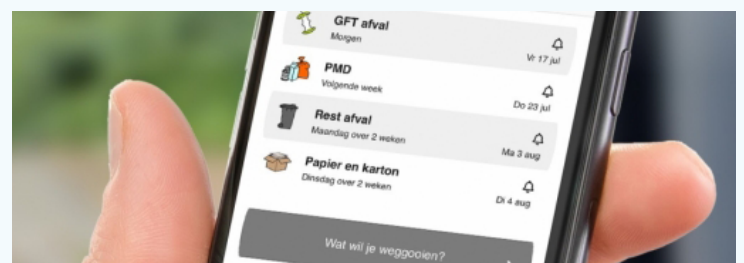 GFT afval
Morgen
Vr 17 jul
PMD
Volgende week
Do 23 jul
Rest afval
Maandag over 2 weken
Ma 3 aug
Papier en karton
Dinsdag over 2 weken
Di 4 aug
Wat wil je weggooien?